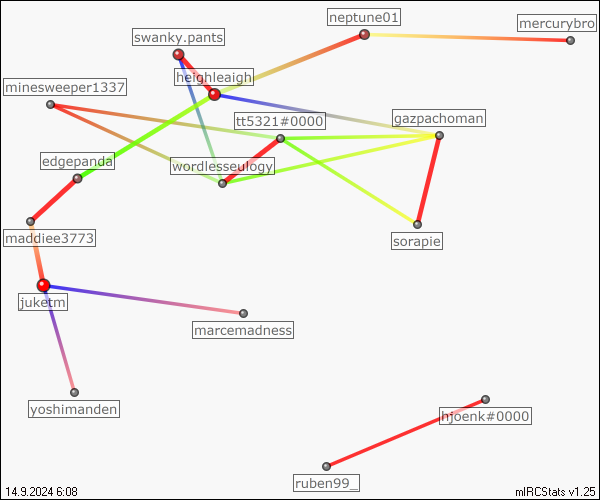 neptune01
mercurybro
swanky.pants
heighleaigh
minesweeper1337
gazpachoman
tt5321#0000
edgepanda
wordlesseulogy
maddiee3773
sorapie
juketm
marcemadness
yoshimanden
hjoenk#0000
ruben99_
14.9.2024 6:08
mIRCStats v1.25